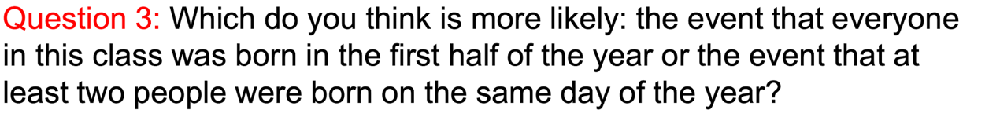 Question 3: Which do you think is more likely: the event that everyone
in this class was born in the first half of the year or the event that at
least two people were born on the same day of the year?